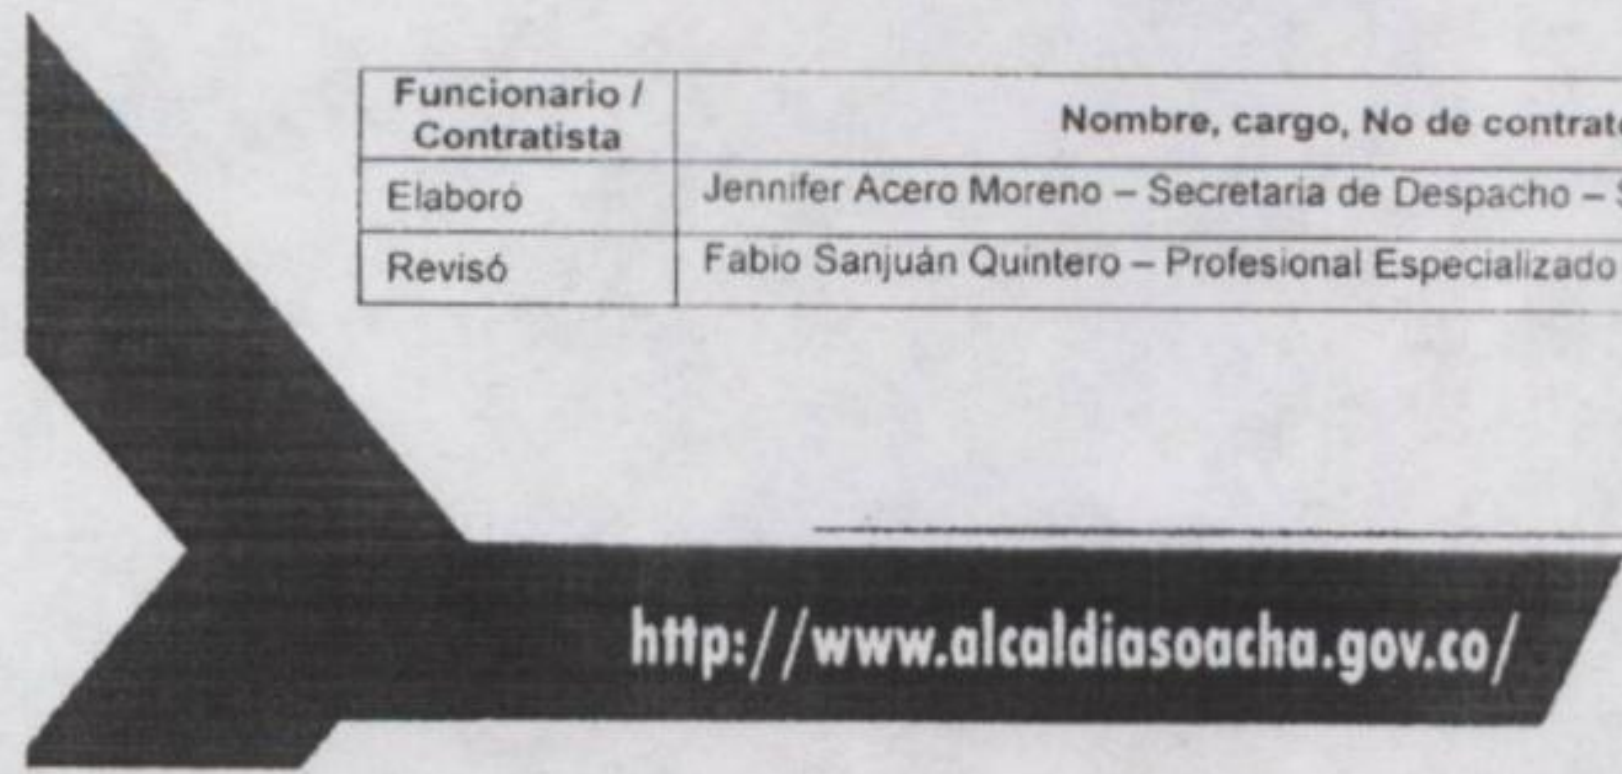 Funcionario /
Contratista
Nombre, cargo, No de contrat
Elaboró
Jennifer Acero Moreno – Secretaria de Despacho –
Revisó
Fabio Sanjuán Quintero – Profesional Especializado
http://www.alcaldiasoacha.gov.co/